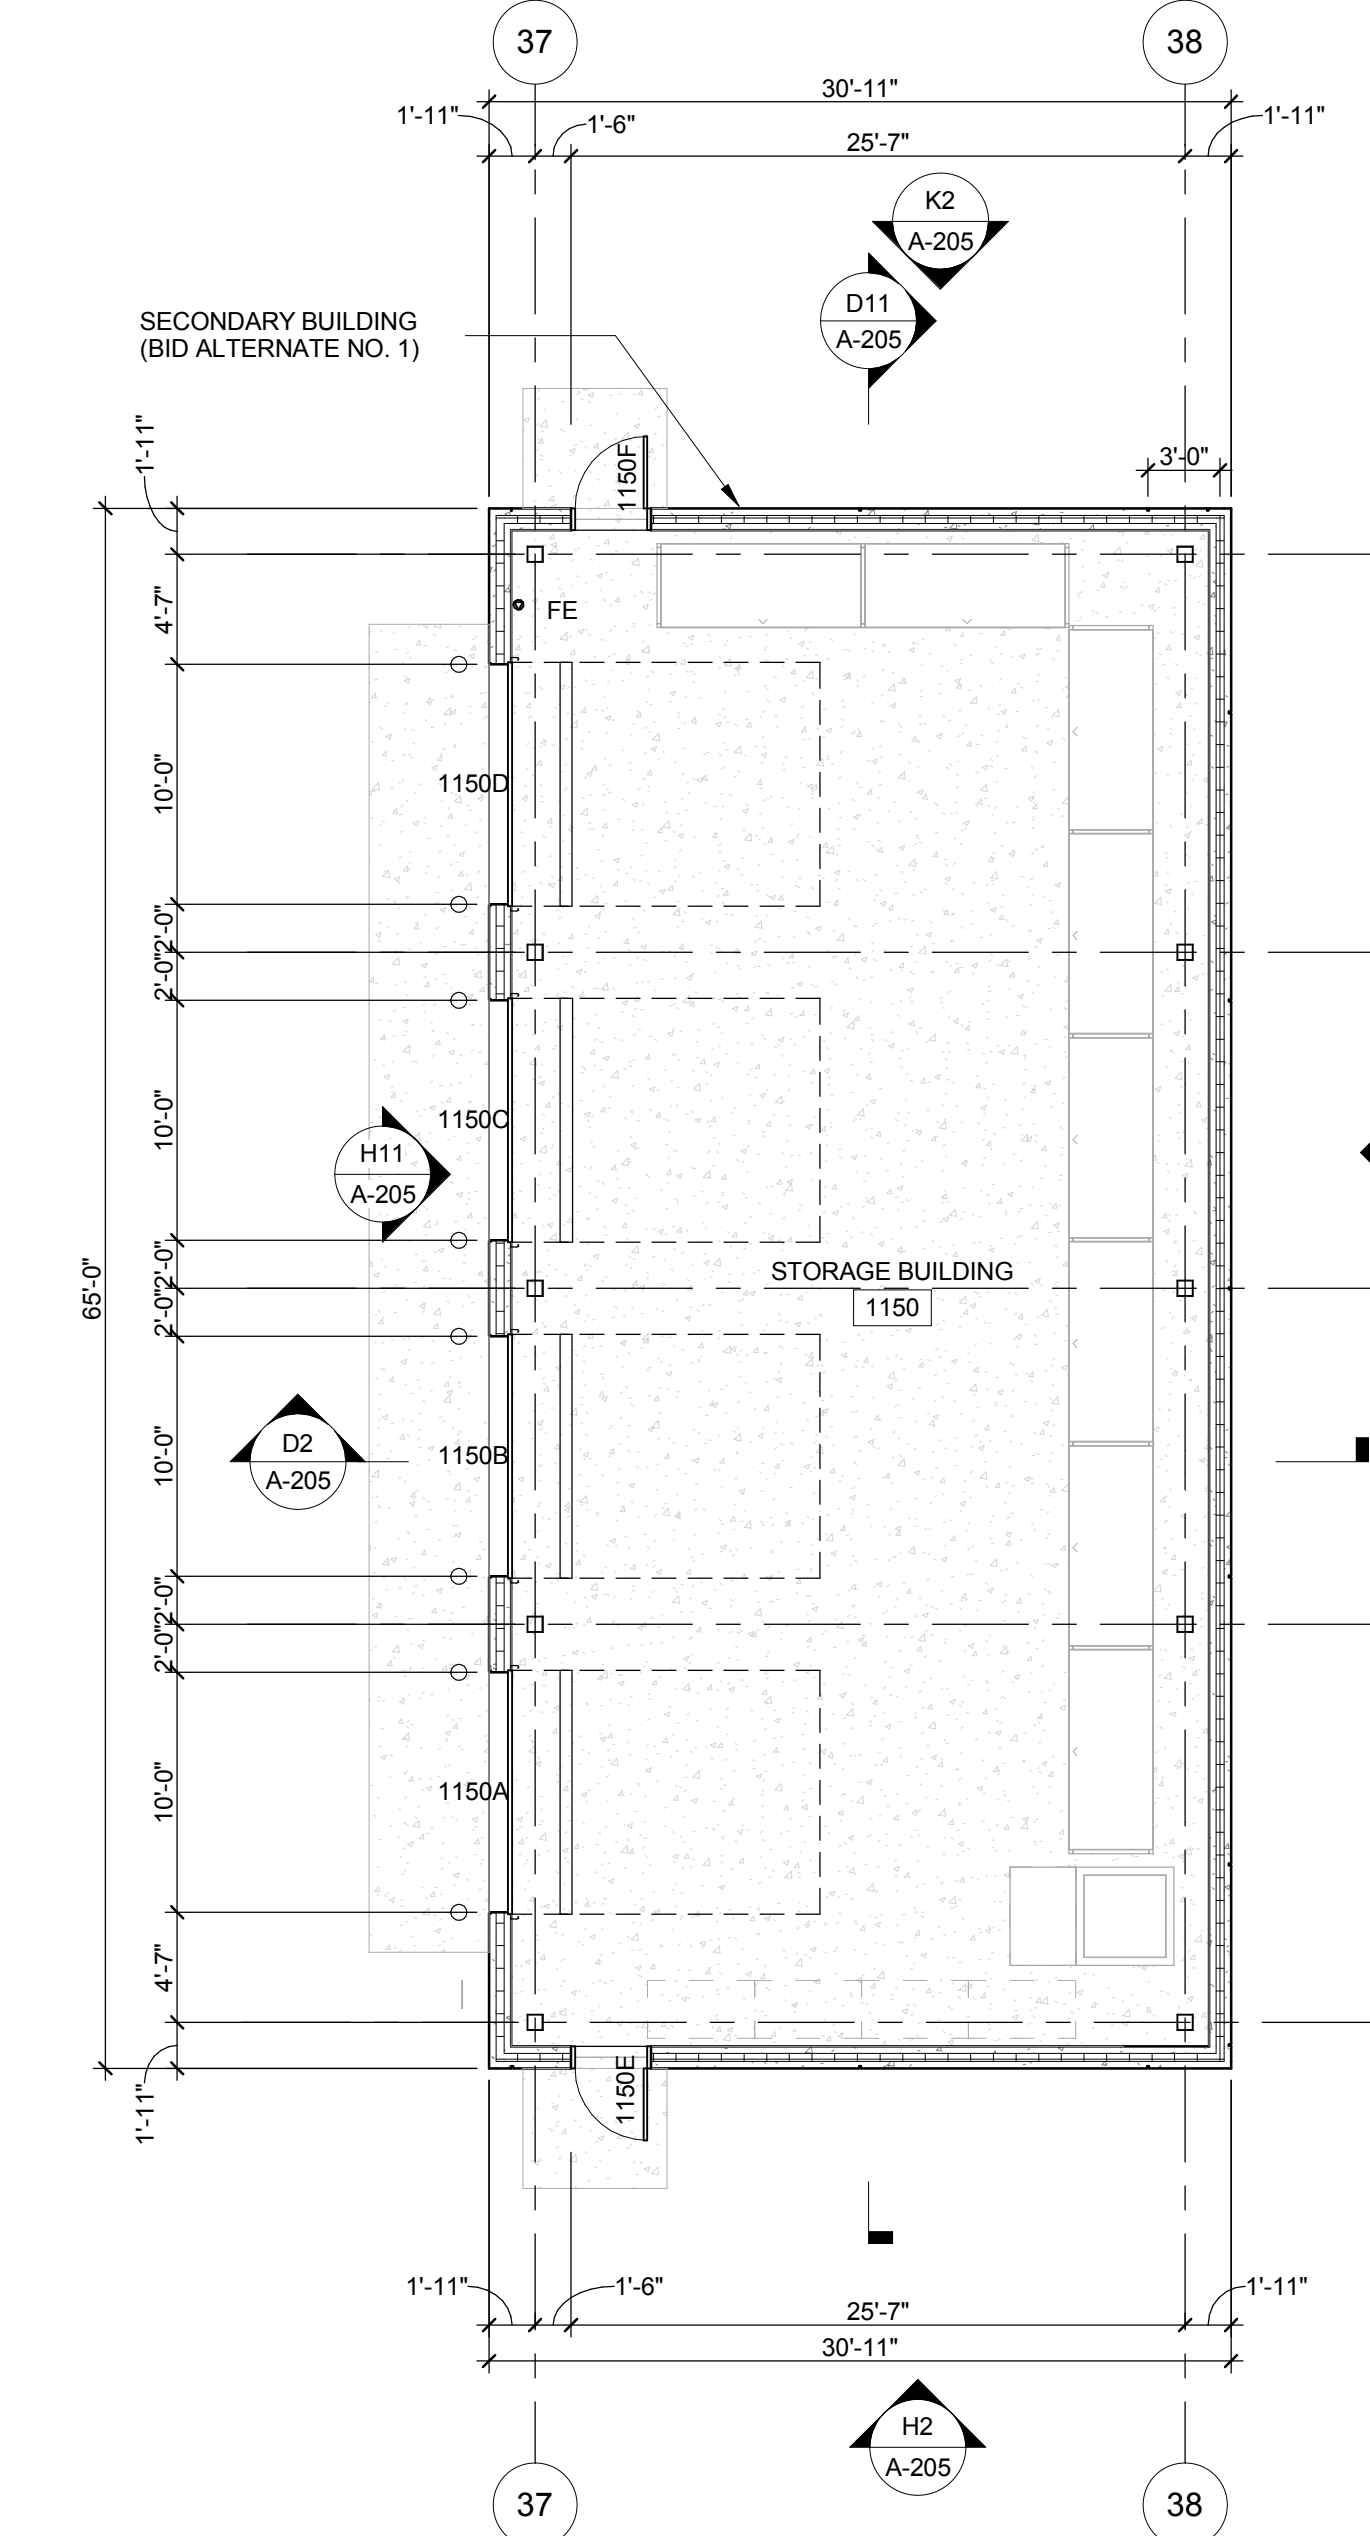 37
38
30'-11"
1'-11"
1'-6"
25'-7"
1'-11"
K2
A-205
D11
A-205
SECONDARY BUILDING
(BID ALTERNATE NO. 1)
1'-11"
3'-0"
1150F
4'-7"
FE
10'-0"
1150D
2'-0"
2'-0"
10'-0"
1150C
H11
A-205
2'-0"
2'-0"
65'-0"
STORAGE BUILDING
1150
10'-0"
1150B
D2
A-205
2'-0"
2'-0"
10'-0"
1150A
4'-7"
1'-11"
1150E
1'-11"
1'-6"
25'-7"
1'-11"
30'-11"
H2
A-205
37
38